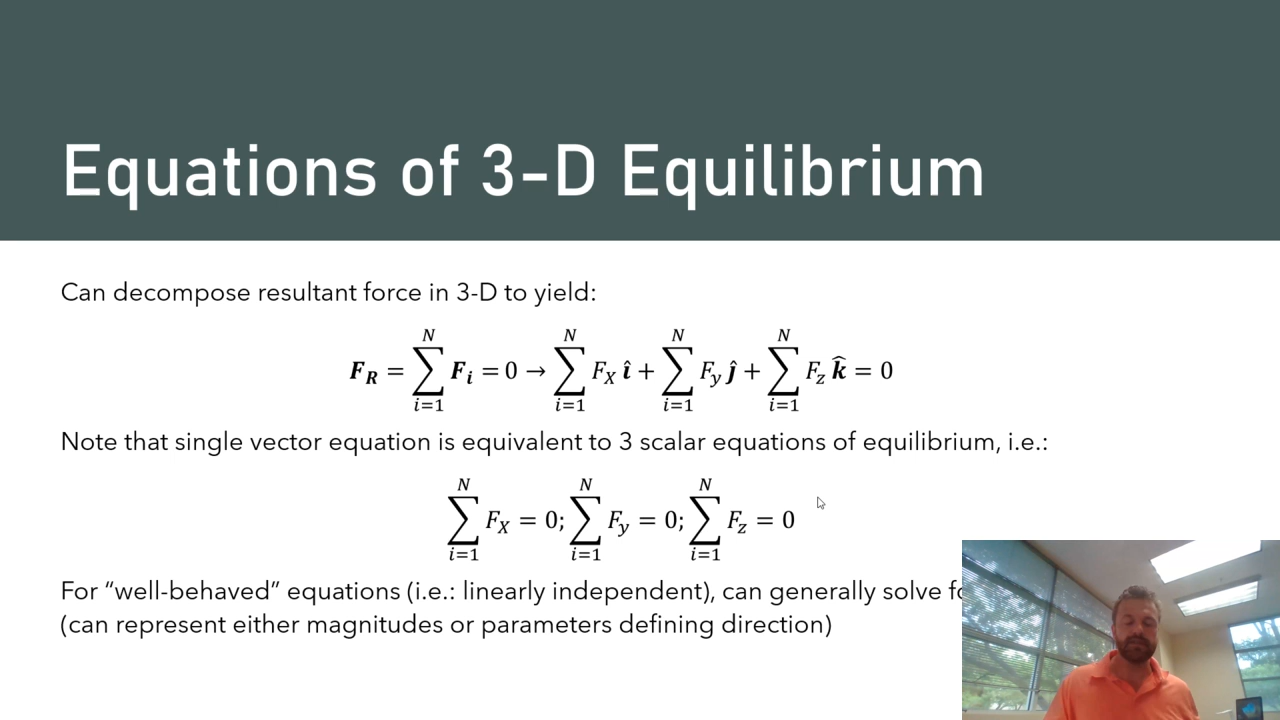 Equations of 3-D Equilibrium
Can decompose resultant force in 3-D to yield:
𝑭_𝑹 = ∑_{i=1}^{N} 𝑭_𝒊 = 0 → ∑_{i=1}^{N} F_X î + ∑_{i=1}^{N} F_y ĵ + ∑_{i=1}^{N} F_z k̂ = 0
Note that single vector equation is equivalent to 3 scalar equations of equilibrium, i.e.:
∑_{i=1}^{N} F_X = 0; ∑_{i=1}^{N} F_y = 0; ∑_{i=1}^{N} F_z = 0
For “well-behaved” equations (i.e.: linearly independent), can generally solve
(can represent either magnitudes or parameters defining direction)